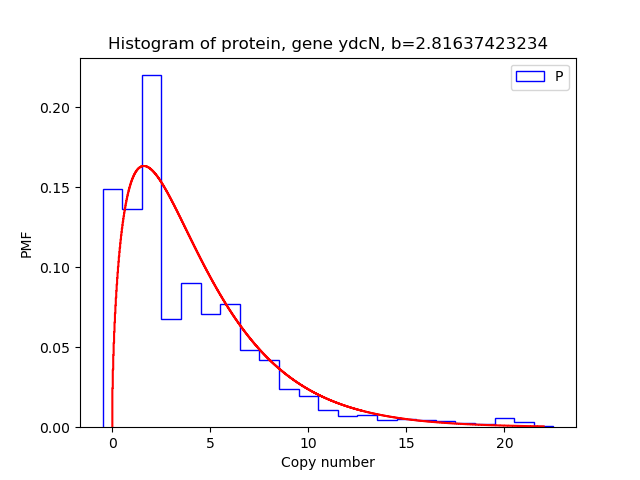 Histogram of protein, gene ydcN, b=2.81637423234
P
0.20
0.15
0.10
0.05
0.00
PMF
0 5 10 15 20
Copy number